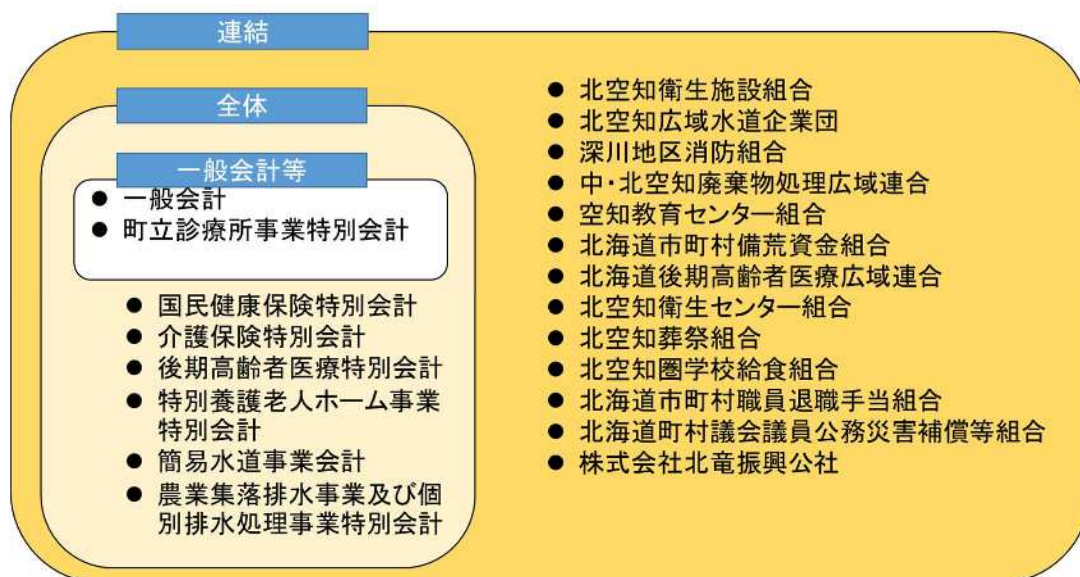 連結
全体
一般会計等
● 一般会計
● 町立診療所事業特別会計
● 国民健康保険特別会計
● 介護保険特別会計
● 後期高齢者医療特別会計
● 特別養護老人ホーム事業
特別会計
● 簡易水道事業会計
● 農業集落排水事業及び個
別排水処理事業特別会計
● 北空知衛生施設組合
● 北空知広域水道企業団
● 深川地区消防組合
● 中・北空知廃棄物処理広域連合
● 空知教育センター組合
● 北海道市町村備荒資金組合
● 北海道後期高齢者医療広域連合
● 北空知衛生センター組合
● 北空知葬祭組合
● 北空知圏学校給食組合
● 北海道市町村職員退職手当組合
● 北海道町村議会議員公務災害補償等組合
● 株式会社北竜振興公社